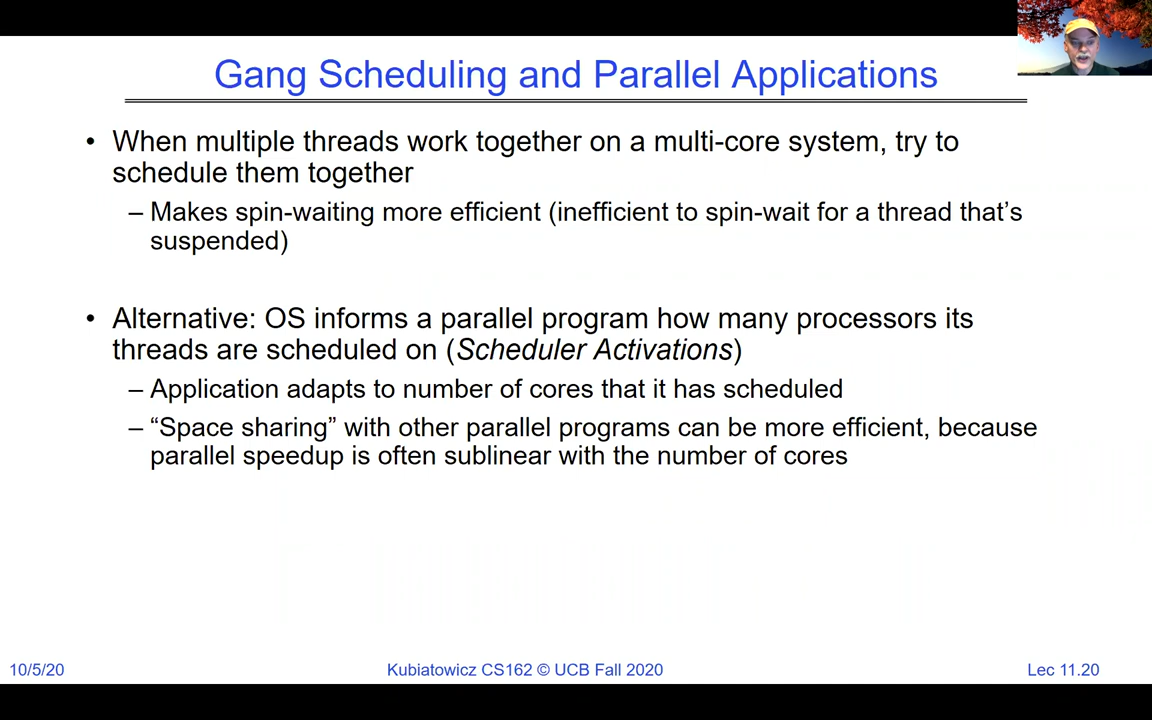 Gang Scheduling and Parallel Applications
• When multiple threads work together on a multi-core system, try to
schedule them together
– Makes spin-waiting more efficient (inefficient to spin-wait for a thread that's
suspended)
• Alternative: OS informs a parallel program how many processors its
threads are scheduled on (Scheduler Activations)
– Application adapts to number of cores that it has scheduled
– “Space sharing” with other parallel programs can be more efficient, because
parallel speedup is often sublinear with the number of cores
10/5/20
Kubiatowicz CS162 © UCB Fall 2020
Lec 11.20